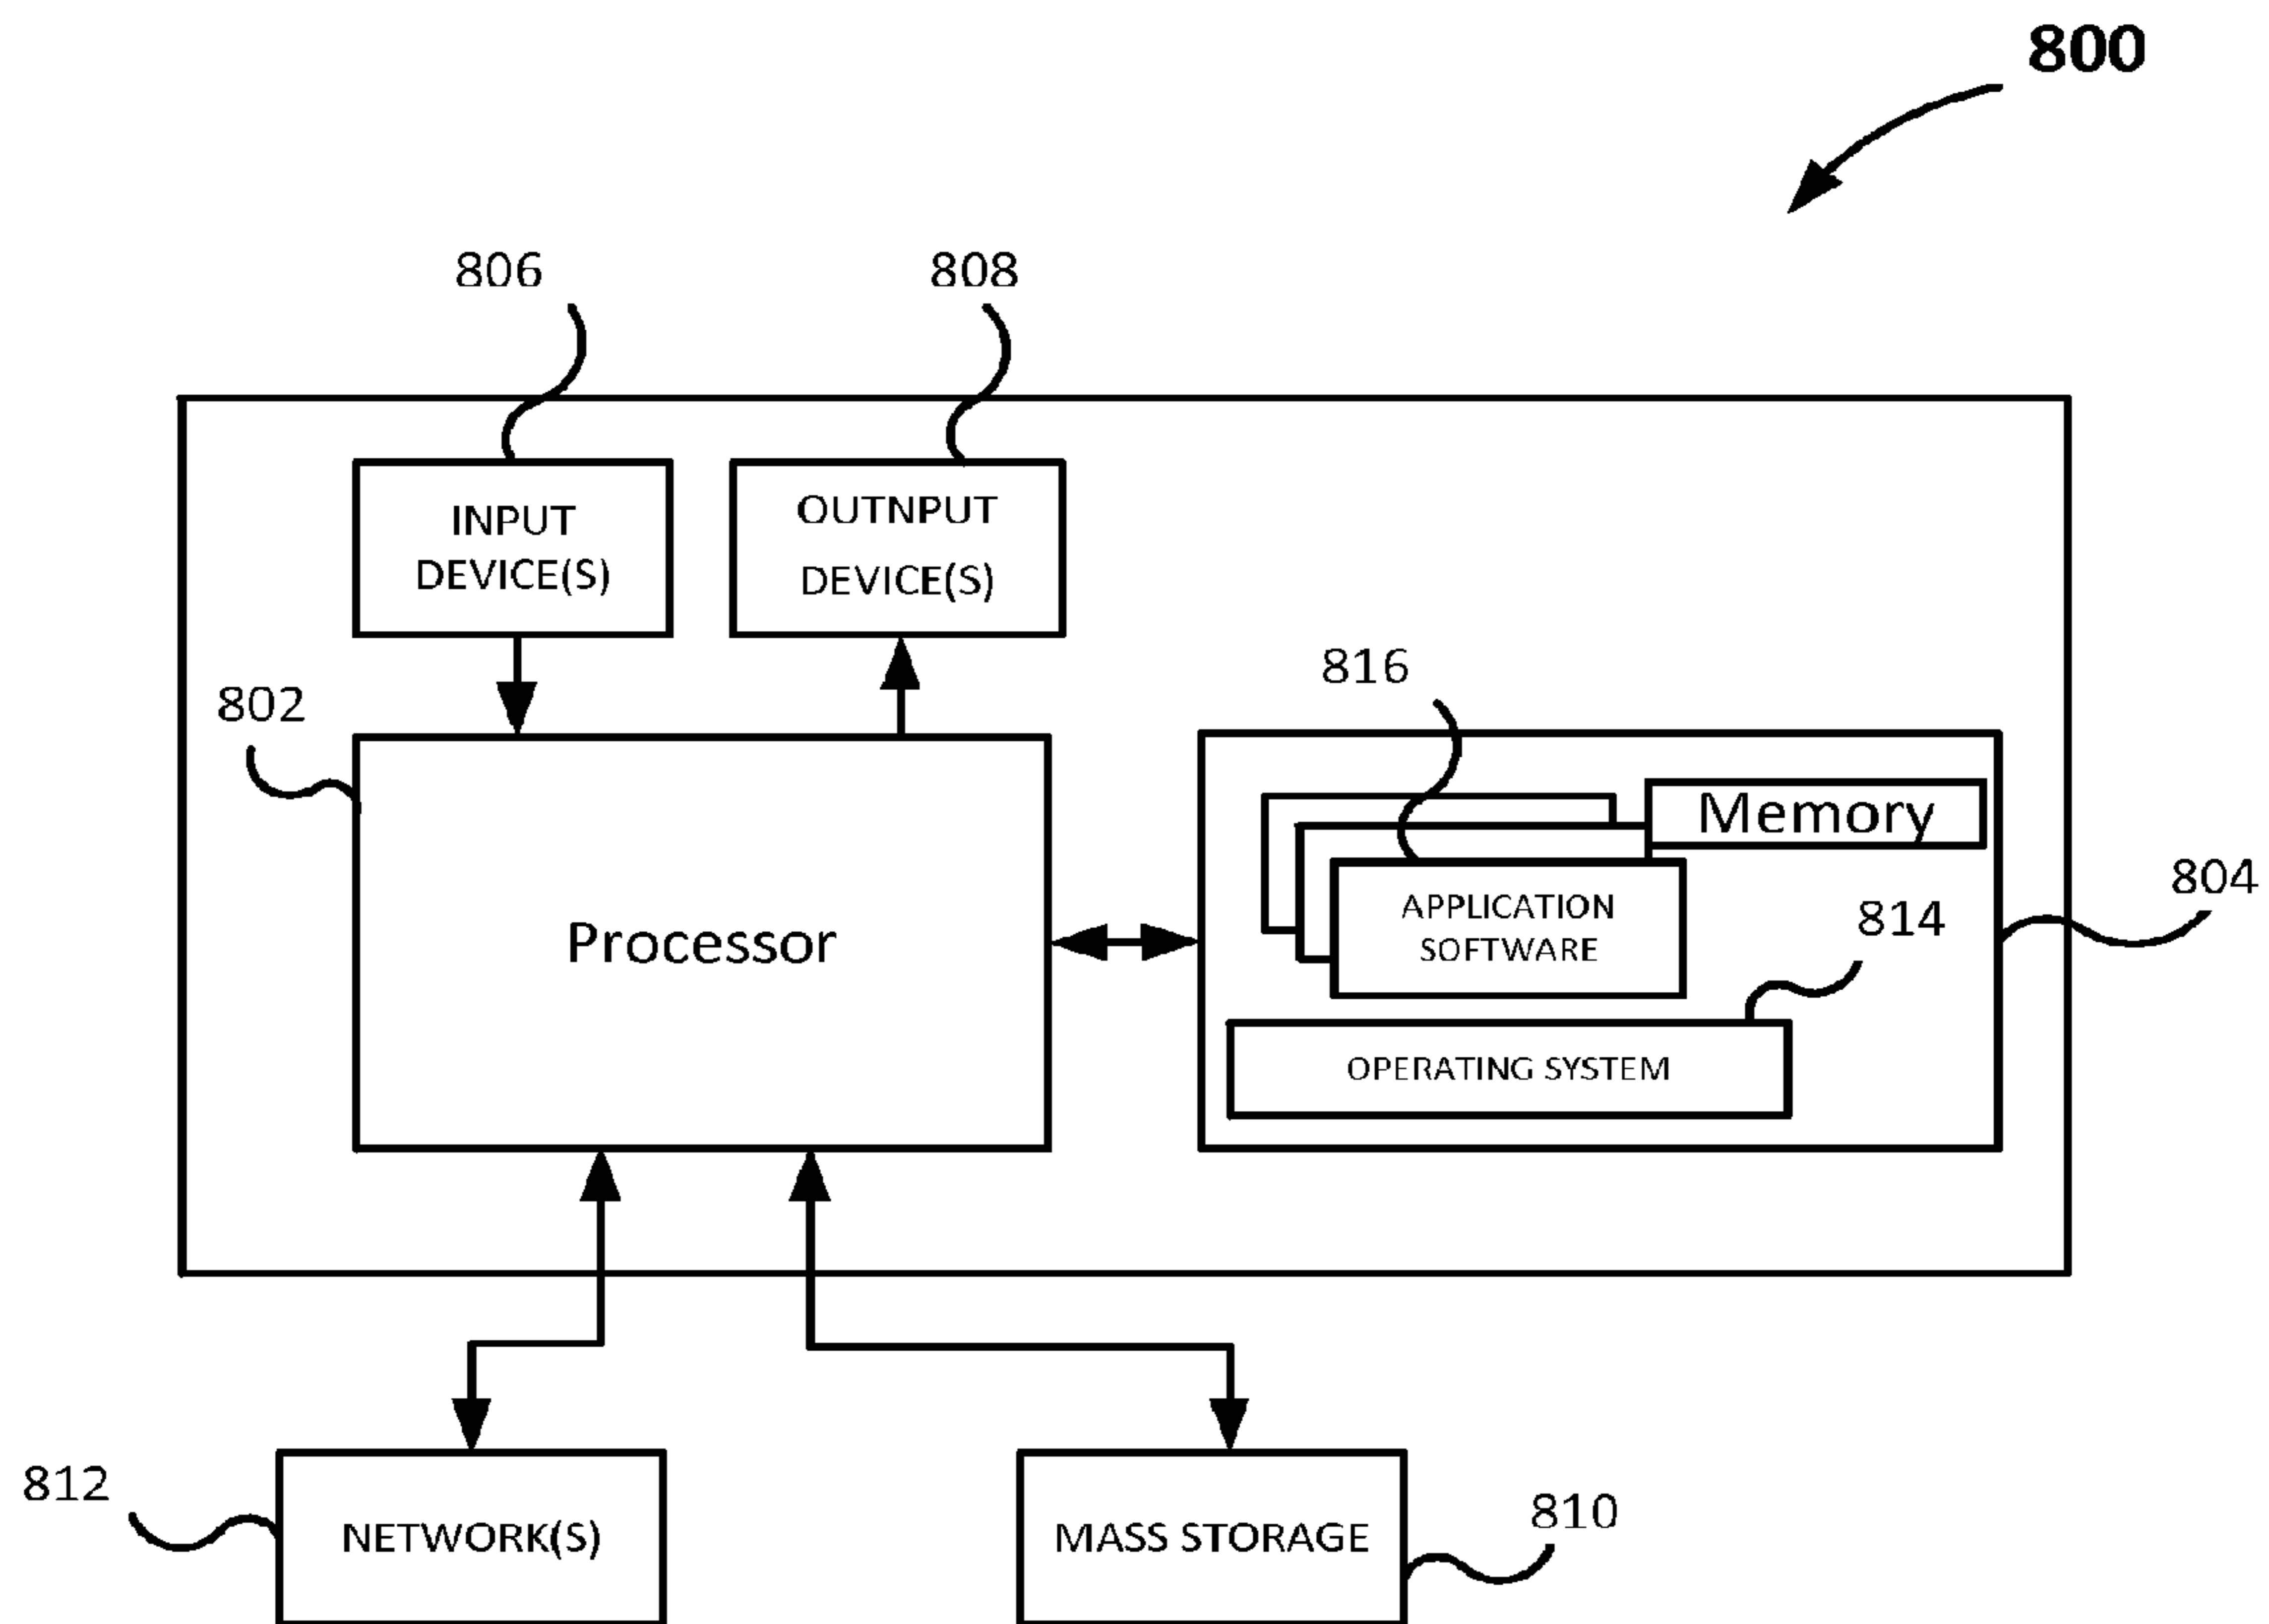 800
806
808
INPUT
DEVICE(S)
OUTNPUT
DEVICE(S)
802
816
Processor
Memory
APPLICATION
SOFTWARE
804
814
OPERATING SYSTEM
812
NETWORK(S)
MASS STORAGE
810